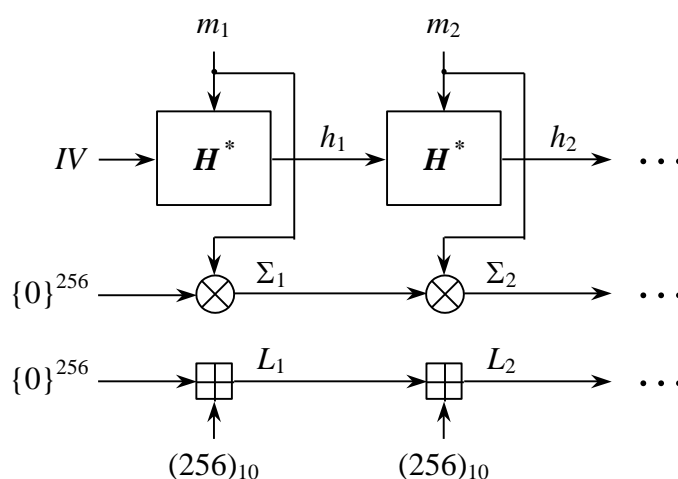 m₁ m₂
IV H* h₁ H* h₂ ...
{0}²⁵⁶ Σ₁ Σ₂ ...
{0}²⁵⁶ L₁ L₂ ...
(256)₁₀ (256)₁₀